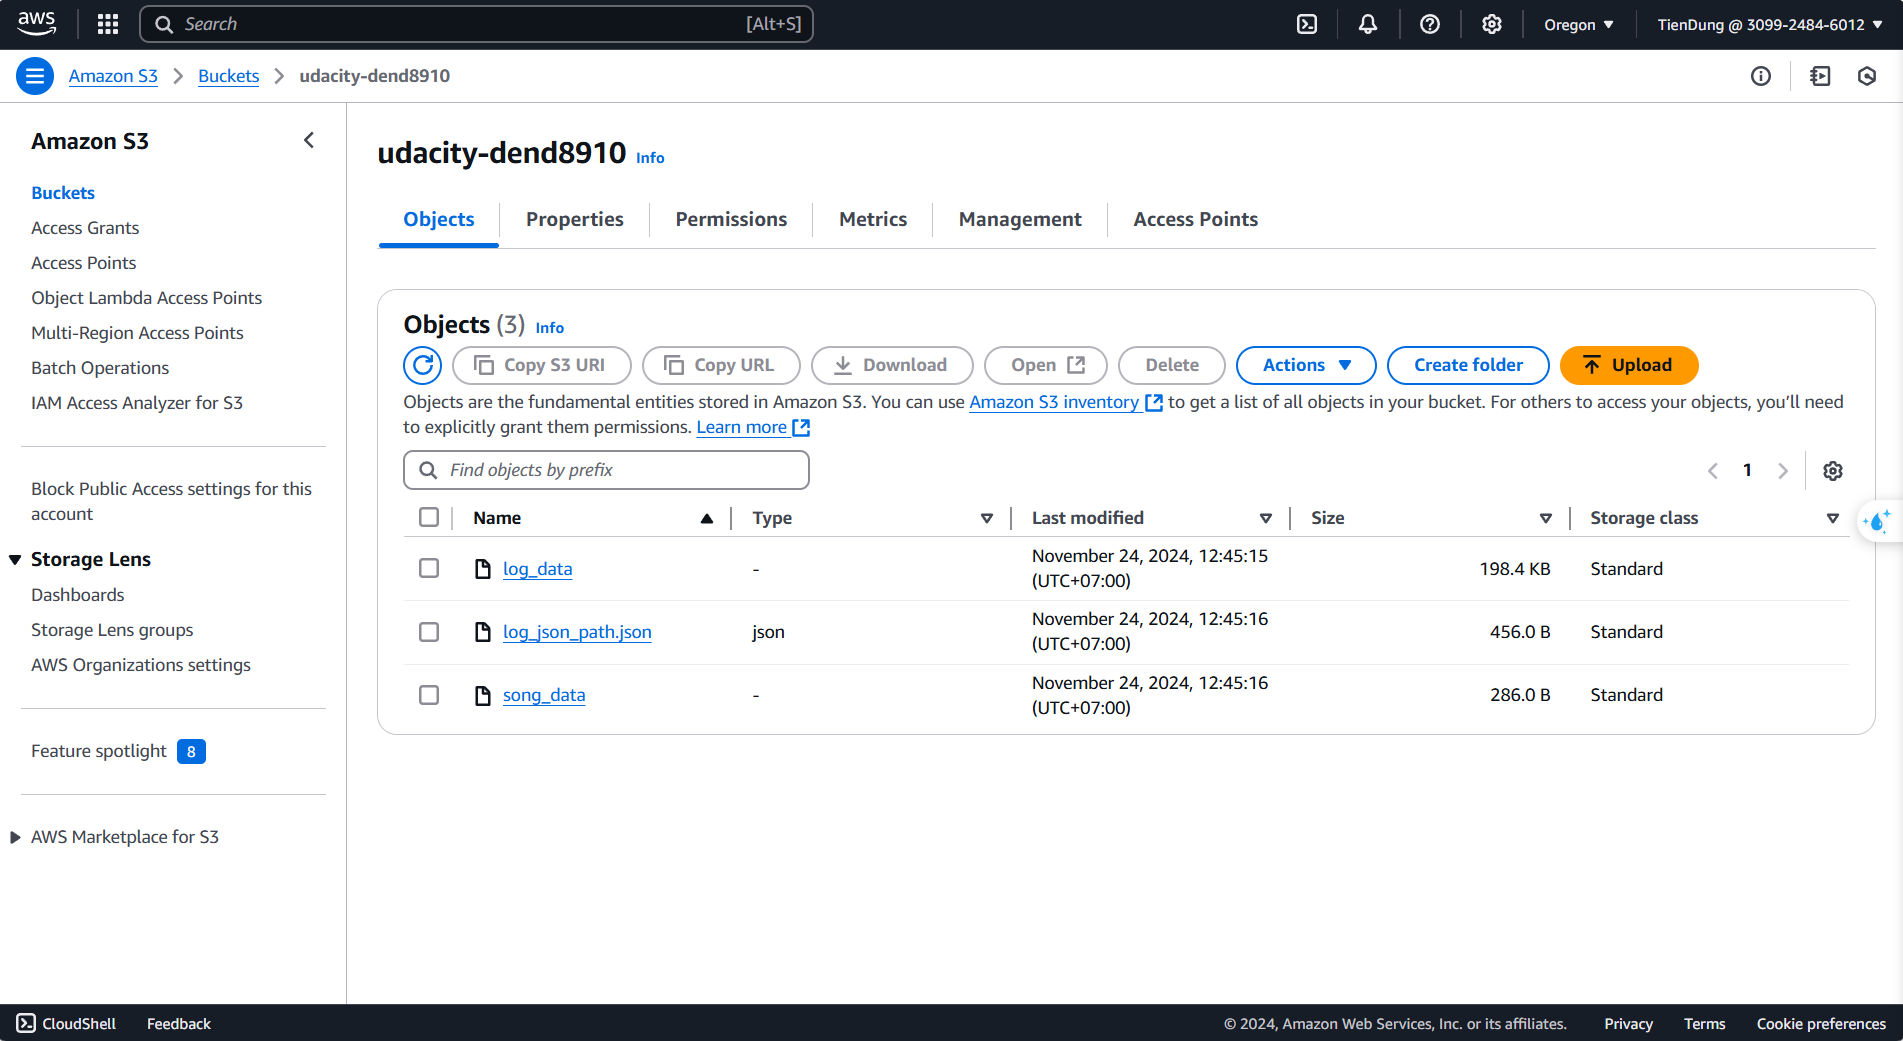 aws
Search [Alt+S]
Oregon
TienDung @ 3099-2484-6012
Amazon S3 Buckets udacity-dend8910
Amazon S3
Buckets
Access Grants
Access Points
Object Lambda Access Points
Multi-Region Access Points
Batch Operations
IAM Access Analyzer for S3
Block Public Access settings for this
account
Storage Lens
Dashboards
Storage Lens groups
AWS Organizations settings
Feature spotlight 8
AWS Marketplace for S3
udacity-dend8910 Info
Objects Properties Permissions Metrics Management Access Points
Objects (3) Info
Copy S3 URI Copy URL Download Open Delete Actions Create folder Upload
Objects are the fundamental entities stored in Amazon S3. You can use Amazon S3 inventory to get a list of all objects in your bucket. For others to access your objects, you’ll need
to explicitly grant them permissions. Learn more
Find objects by prefix
1
Name Type Last modified Size Storage class
log_data - November 24, 2024, 12:45:15
(UTC+07:00) 198.4 KB Standard
log_json_path.json json November 24, 2024, 12:45:16
(UTC+07:00) 456.0 B Standard
song_data - November 24, 2024, 12:45:16
(UTC+07:00) 286.0 B Standard
CloudShell Feedback © 2024, Amazon Web Services, Inc. or its affiliates. Privacy Terms Cookie preferences